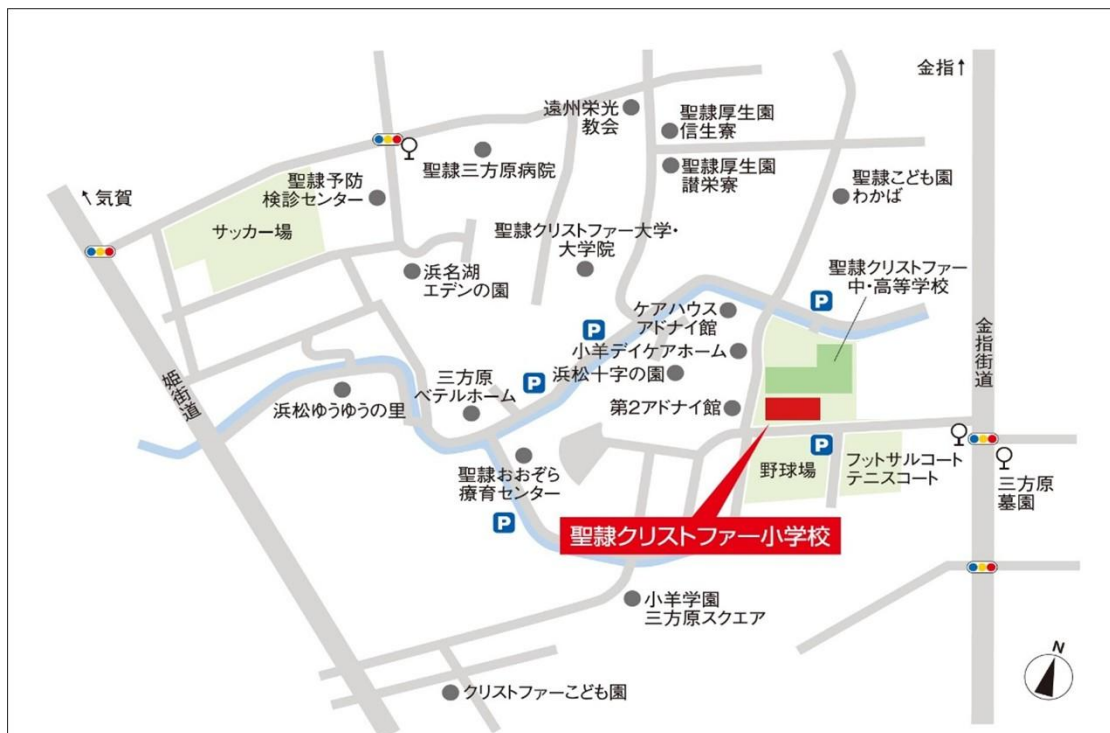 金指↑
遠州栄光
教会
聖隷厚生園
信生寮
聖隷三方原病院
聖隷厚生園
讃栄寮
聖隷予防
検診センター
聖隷こども園
わかば
↖気賀
サッカー場
聖隷クリストファー大学・
大学院
浜名湖
エデンの園
聖隷クリストファー
中・高等学校
P
ケアハウス
アドナイ館
P
金指街道
小羊デイケアホーム
姫街道
三方原
ベテルホーム
P
浜松十字の園
浜松ゆうゆうの里
第2アドナイ館
P
野球場
フットサルコート
テニスコート
聖隷おおぞら
療育センター
三方原
墓園
P
聖隷クリストファー小学校
小羊学園
三方原スクエア
N
クリストファーこども園